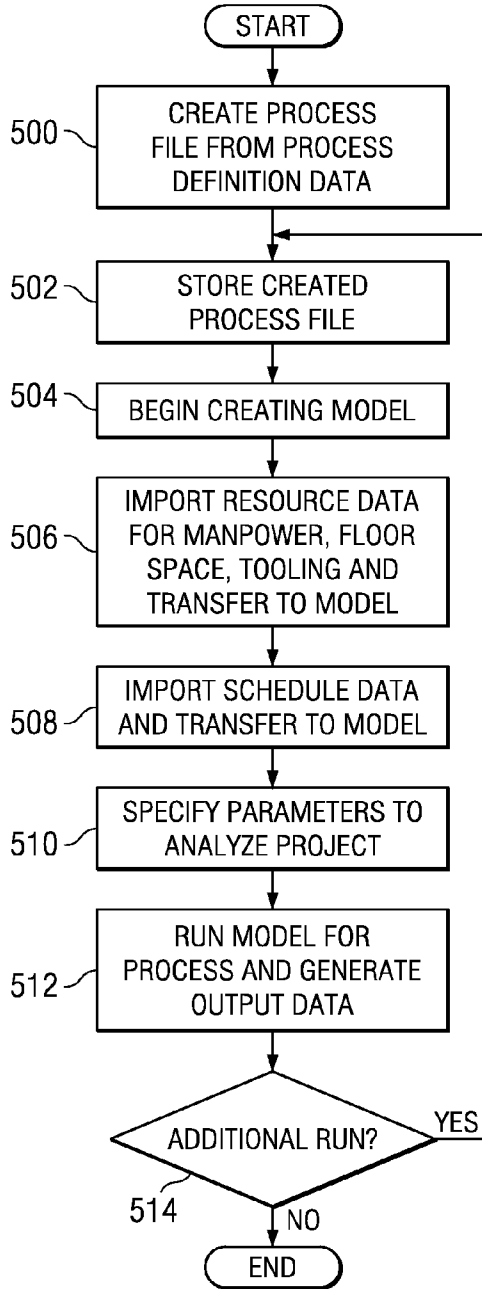 START
500
CREATE PROCESS
FILE FROM PROCESS
DEFINITION DATA
502
STORE CREATED
PROCESS FILE
504
BEGIN CREATING MODEL
506
IMPORT RESOURCE DATA
FOR MANPOWER, FLOOR
SPACE, TOOLING AND
TRANSFER TO MODEL
508
IMPORT SCHEDULE DATA
AND TRANSFER TO MODEL
510
SPECIFY PARAMETERS TO
ANALYZE PROJECT
512
RUN MODEL FOR
PROCESS AND GENERATE
OUTPUT DATA
ADDITIONAL RUN?
YES
514
NO
END